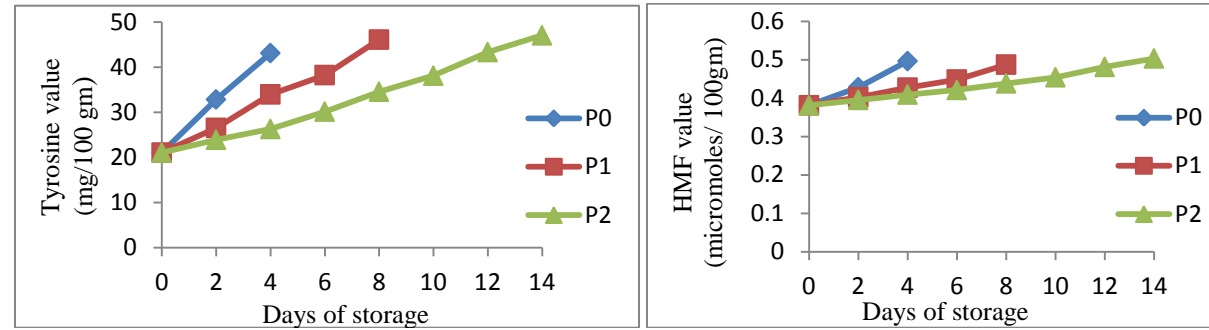 Tyrosine value
(mg/100 gm)
50
40
30
20
10
0
0 2 4 6 8 10 12 14
Days of storage
P0
P1
P2
HMF value
(micromoles/ 100gm)
0.6
0.5
0.4
0.3
0.2
0.1
0
0 2 4 6 8 10 12 14
Days of storage
P0
P1
P2